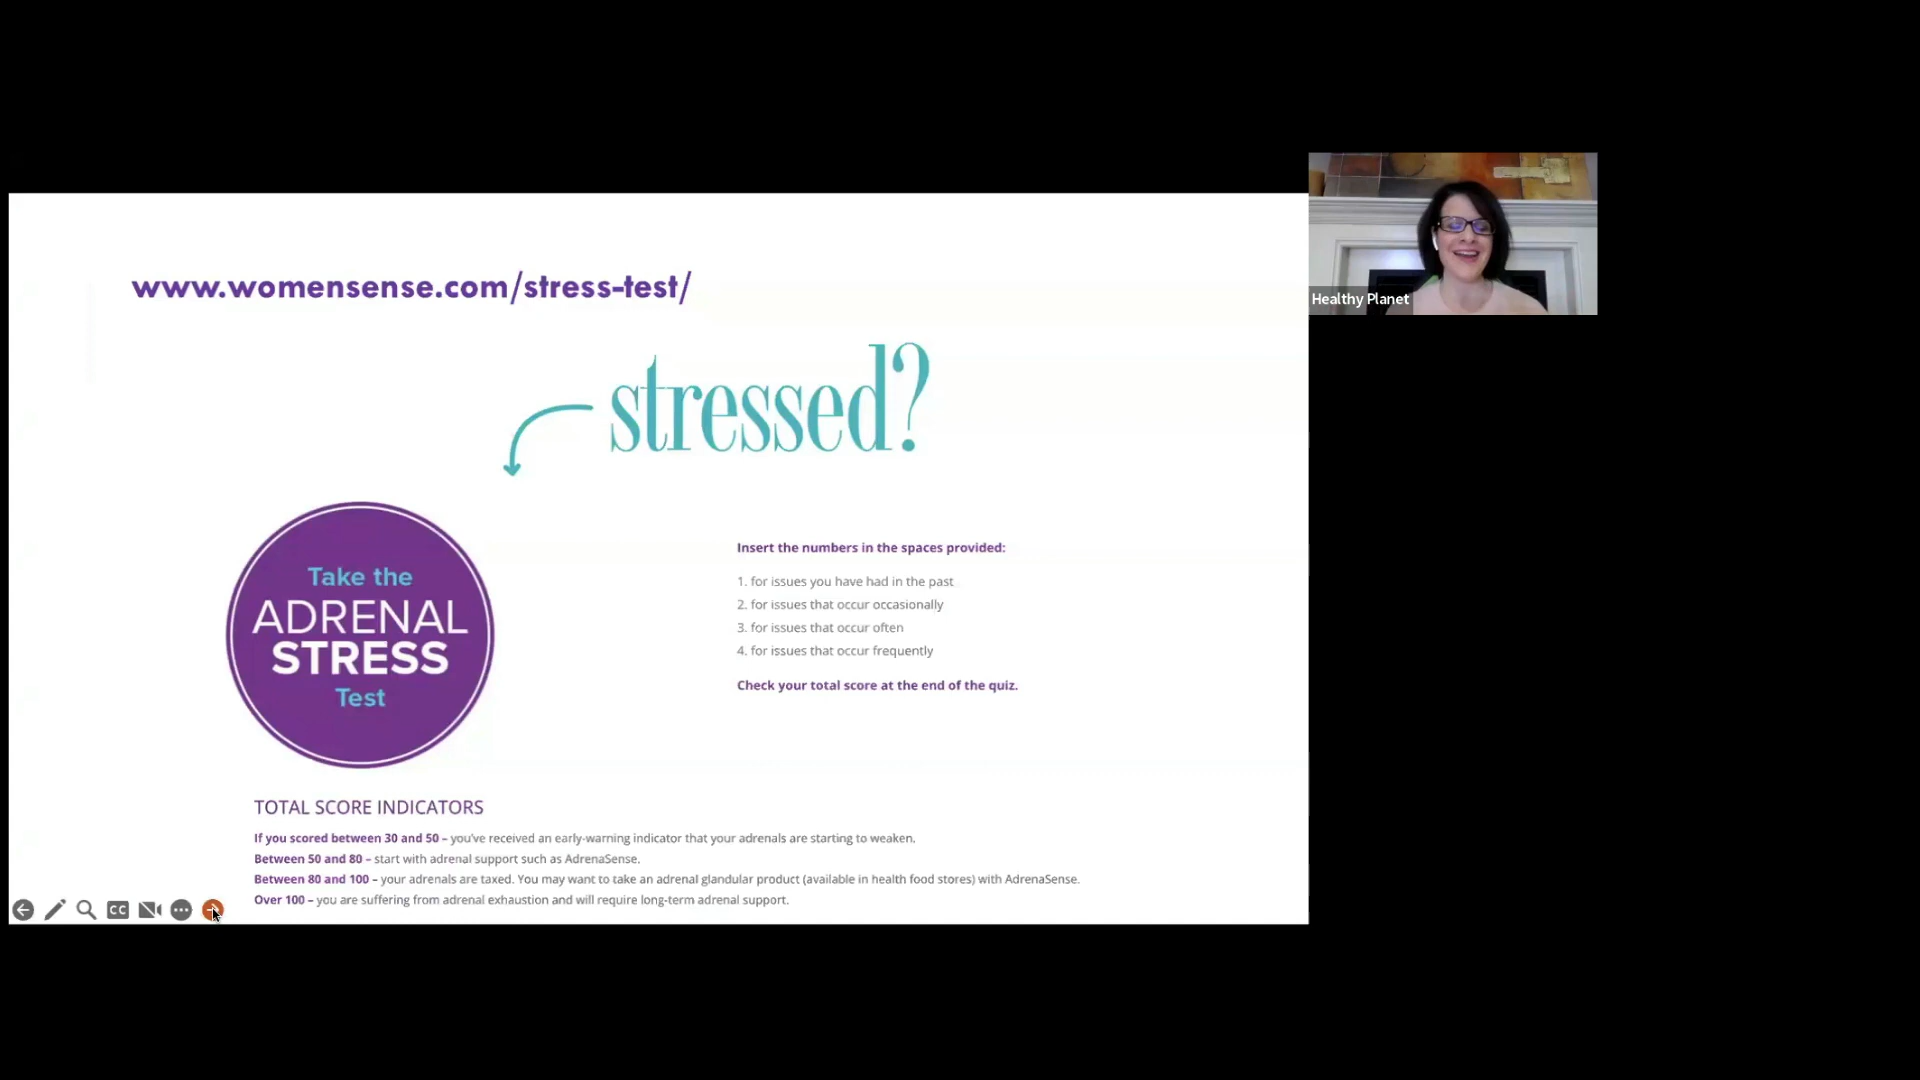 www.womensense.com/stress-test/
stressed?
Take the
ADRENAL
STRESS
Test
Insert the numbers in the spaces provided:
1. for issues you have had in the past
2. for issues that occur occasionally
3. for issues that occur often
4. for issues that occur frequently
Check your total score at the end of the quiz.
TOTAL SCORE INDICATORS
If you scored between 30 and 50 – you've received an early-warning indicator that your adrenals are starting to weaken.
Between 50 and 80 – start with adrenal support such as AdrenaSense.
Between 80 and 100 – your adrenals are taxed. You may want to take an adrenal glandular product (available in health food stores) with AdrenaSense.
Over 100 – you are suffering from adrenal exhaustion and will require long-term adrenal support.
CC
Healthy Planet